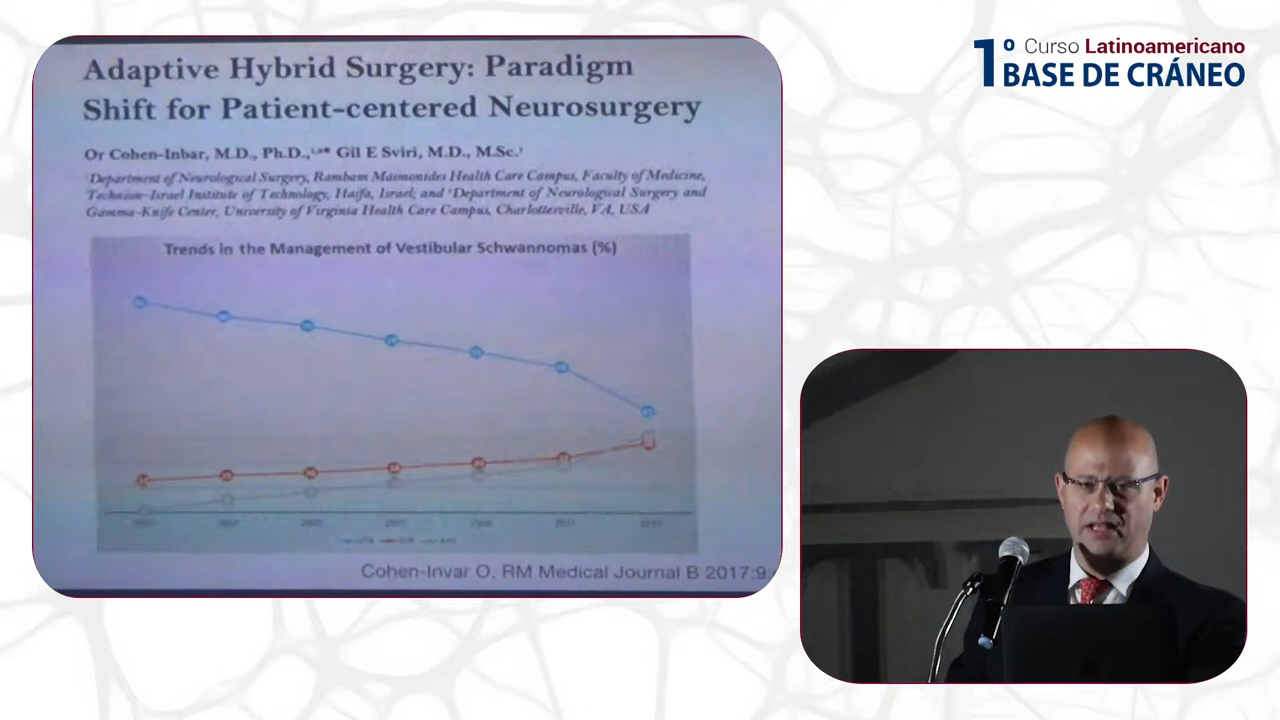 Adaptive Hybrid Surgery: Paradigm
Shift for Patient-centered Neurosurgery
Or Cohen-Inbar, M.D., Ph.D., Gil E Sviri, M.D., M.Sc.
Department of Neurological Surgery, Rambam Maimonides Health Care Campus, Faculty of Medicine,
Technion–Israel Institute of Technology, Haifa, Israel; and Department of Neurological Surgery and
Gamma-Knife Center, University of Virginia Health Care Campus, Charlottesville, VA, USA
Trends in the Management of Vestibular Schwannomas (%)
2011
Cohen-Invar O. RM Medical Journal B 2017:9:
1º Curso Latinoamericano
BASE DE CRÁNEO